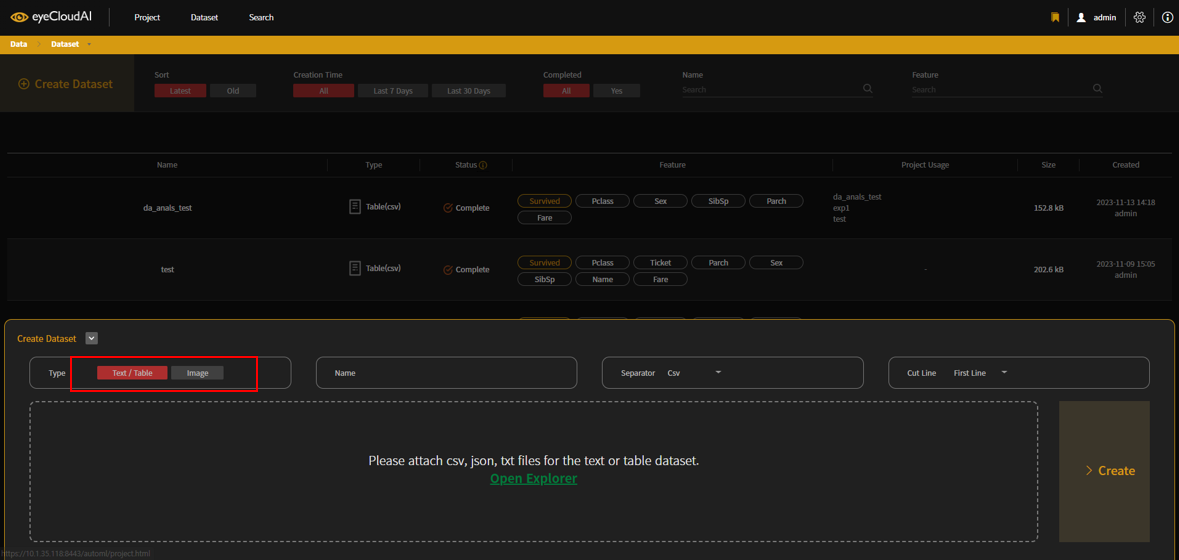 eyeCloudAI
Project Dataset Search
admin
Data Dataset
Create Dataset
Sort
Latest Old
Creation Time
All Last 7 Days Last 30 Days
Completed
All Yes
Name
Search
Feature
Search
Name Type Status Feature Project Usage Size Created
da_anals_test
Table(csv)
Complete
Survived Pclass Sex SibSp Parch
Fare
da_anals_test
exp1
test
152.8 kB
2023-11-13 14:18
admin
test
Table(csv)
Complete
Survived Pclass Ticket Parch Sex
SibSp Name Fare
-
202.6 kB
2023-11-09 15:05
admin
Create Dataset
Type Text / Table Image
Name
Separator Csv
Cut Line First Line
Please attach csv, json, txt files for the text or table dataset.
Open Explorer
Create
https://10.1.35.118:8443/automl/project.html